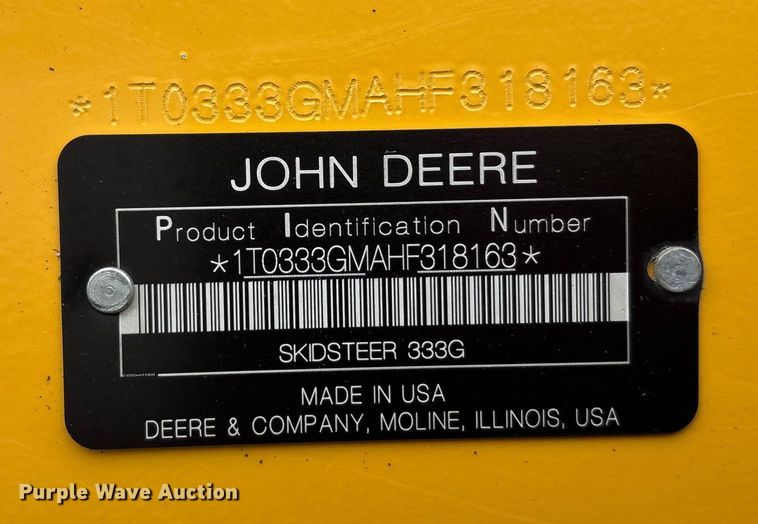 *1T0333GMAHF318163*
JOHN DEERE
Product Identification Number
*1T0333GMAHF318163*
SKIDSTEER 333G
MADE IN USA
DEERE & COMPANY, MOLINE, ILLINOIS, USA
Purple Wave Auction